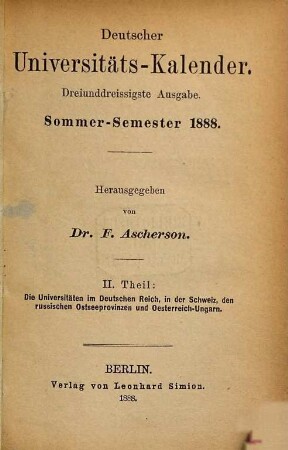 Deutscher
Universitäts-Kalender.
Dreiunddreissigste Ausgabe.
Sommer-Semester 1888.
Herausgegeben
von
Dr. F. Ascherson.
II. Theil:
Die Universitäten im Deutschen Reich, in der Schweiz, den
russischen Ostseeprovinzen und Oesterreich-Ungarn.
BERLIN.
Verlag von Leonhard Simion.
1888.